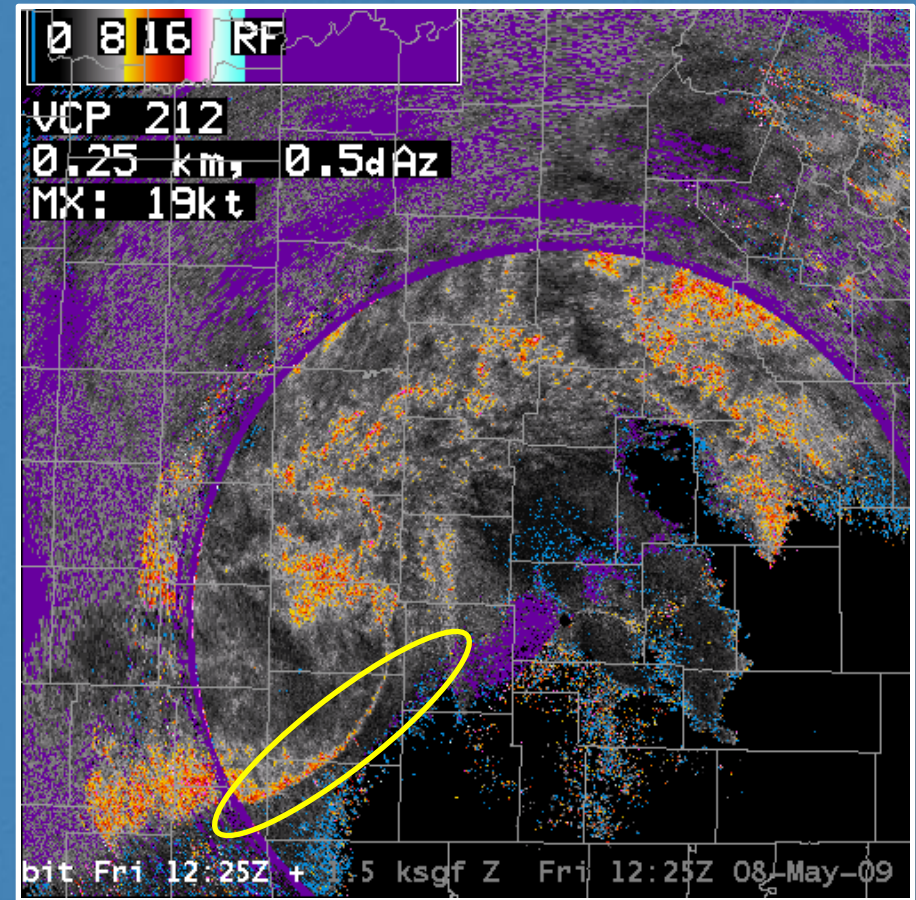 0 8 16 RF
VCP 212
0.25 km, 0.5dAz
MX: 19kt
bit Fri 12:25Z + .5 ksgf Z Fri 12:25Z 08-May-09